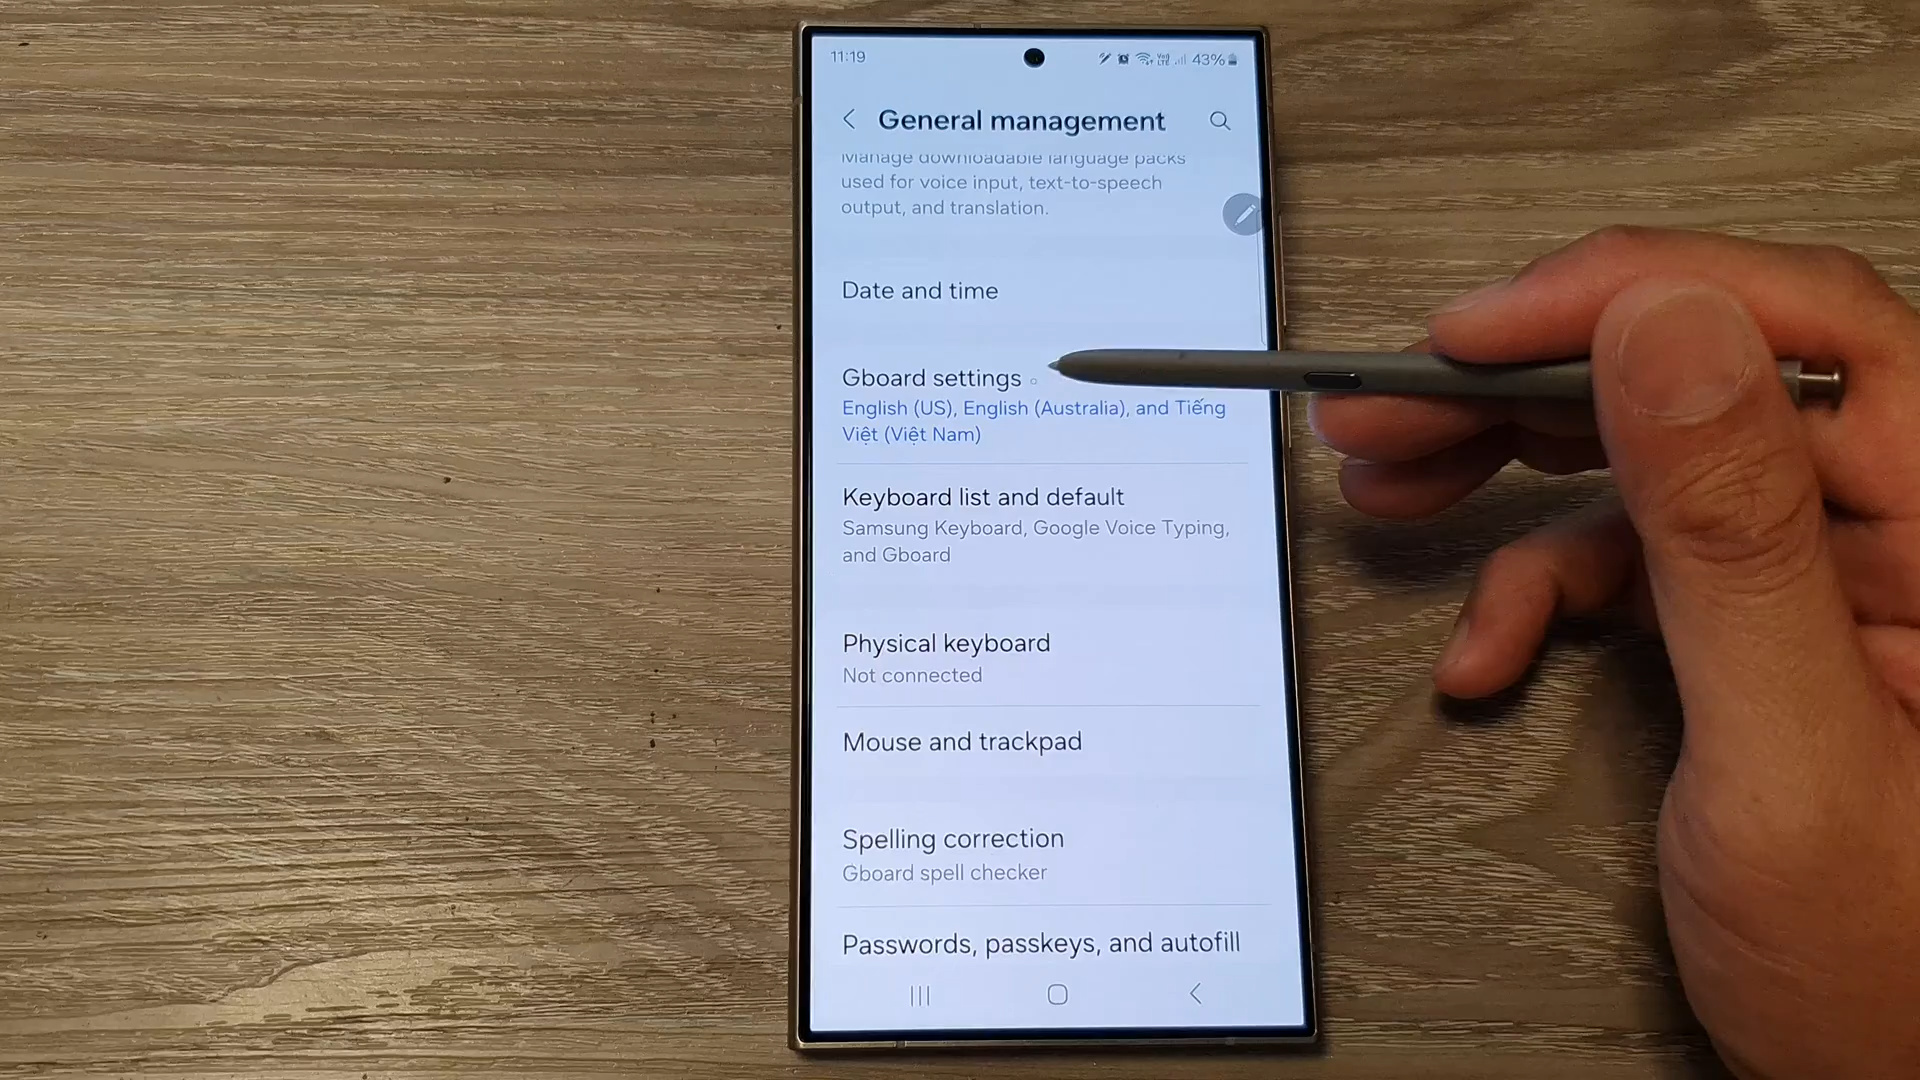 11:19
43%
General management
Manage downloadable language packs
used for voice input, text-to-speech
output, and translation.
Date and time
Gboard settings
English (US), English (Australia), and Tiếng
Việt (Việt Nam)
Keyboard list and default
Samsung Keyboard, Google Voice Typing,
and Gboard
Physical keyboard
Not connected
Mouse and trackpad
Spelling correction
Gboard spell checker
Passwords, passkeys, and autofill